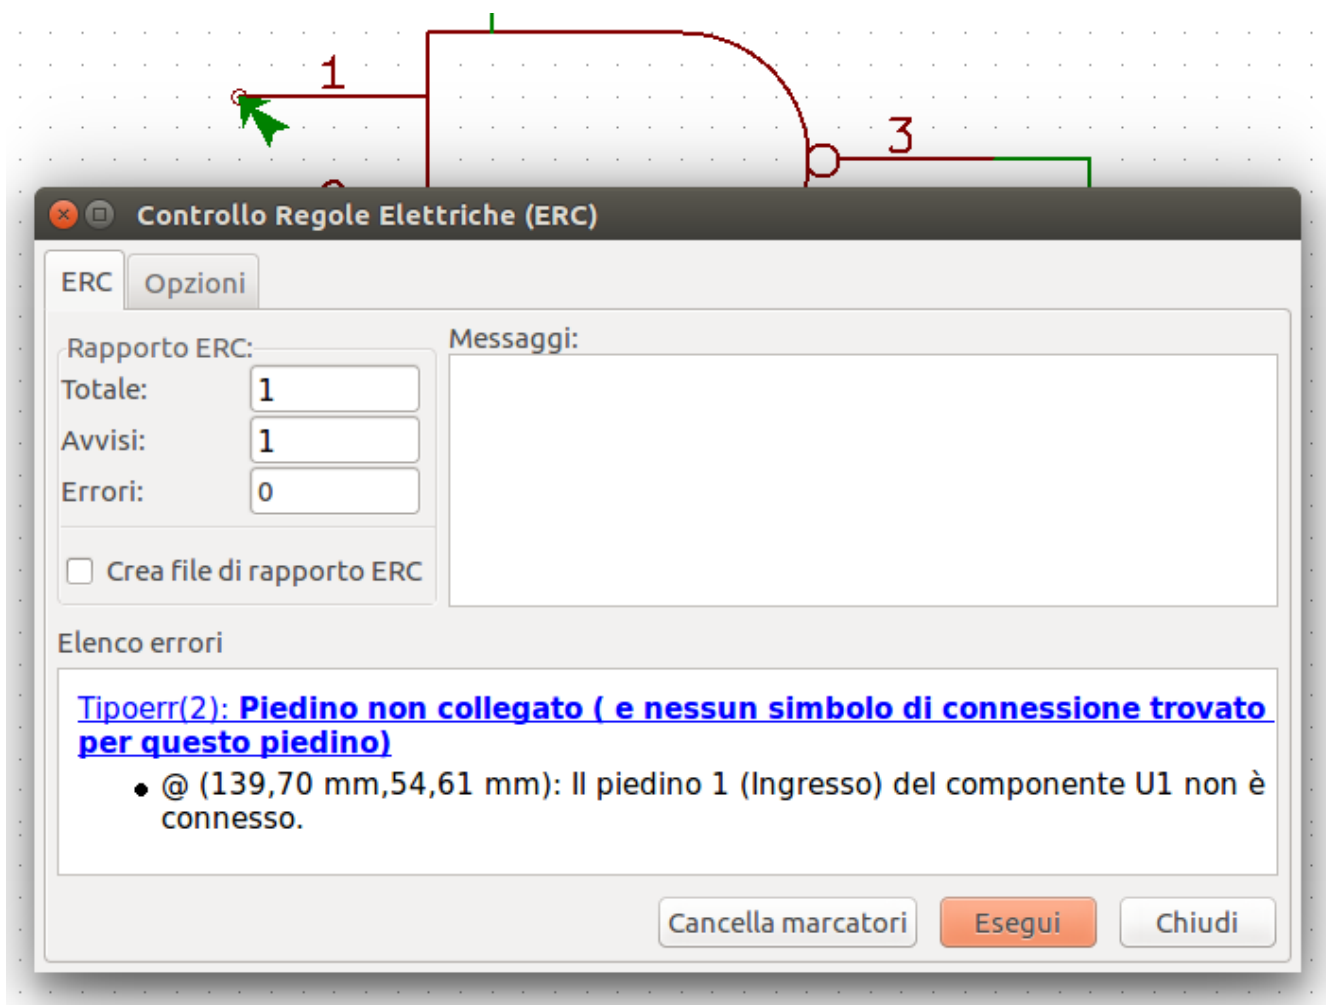 1
3
Controllo Regole Elettriche (ERC)
ERC Opzioni
Rapporto ERC:
Messaggi:
Totale: 1
Avvisi: 1
Errori: 0
Crea file di rapporto ERC
Elenco errori
Tipoerr(2): Piedino non collegato ( e nessun simbolo di connessione trovato
per questo piedino)
• @ (139,70 mm,54,61 mm): Il piedino 1 (Ingresso) del componente U1 non è
connesso.
Cancella marcatori Esegui Chiudi